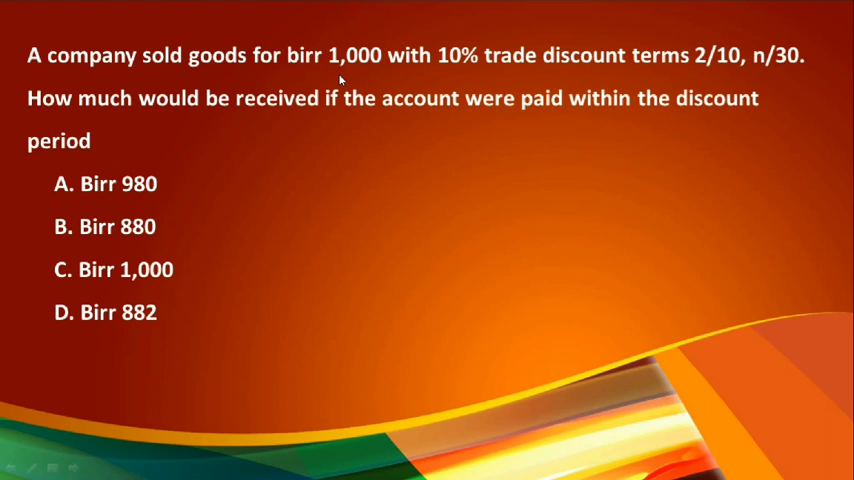 A company sold goods for birr 1,000 with 10% trade discount terms 2/10, n/30.
How much would be received if the account were paid within the discount
period
A. Birr 980
B. Birr 880
C. Birr 1,000
D. Birr 882